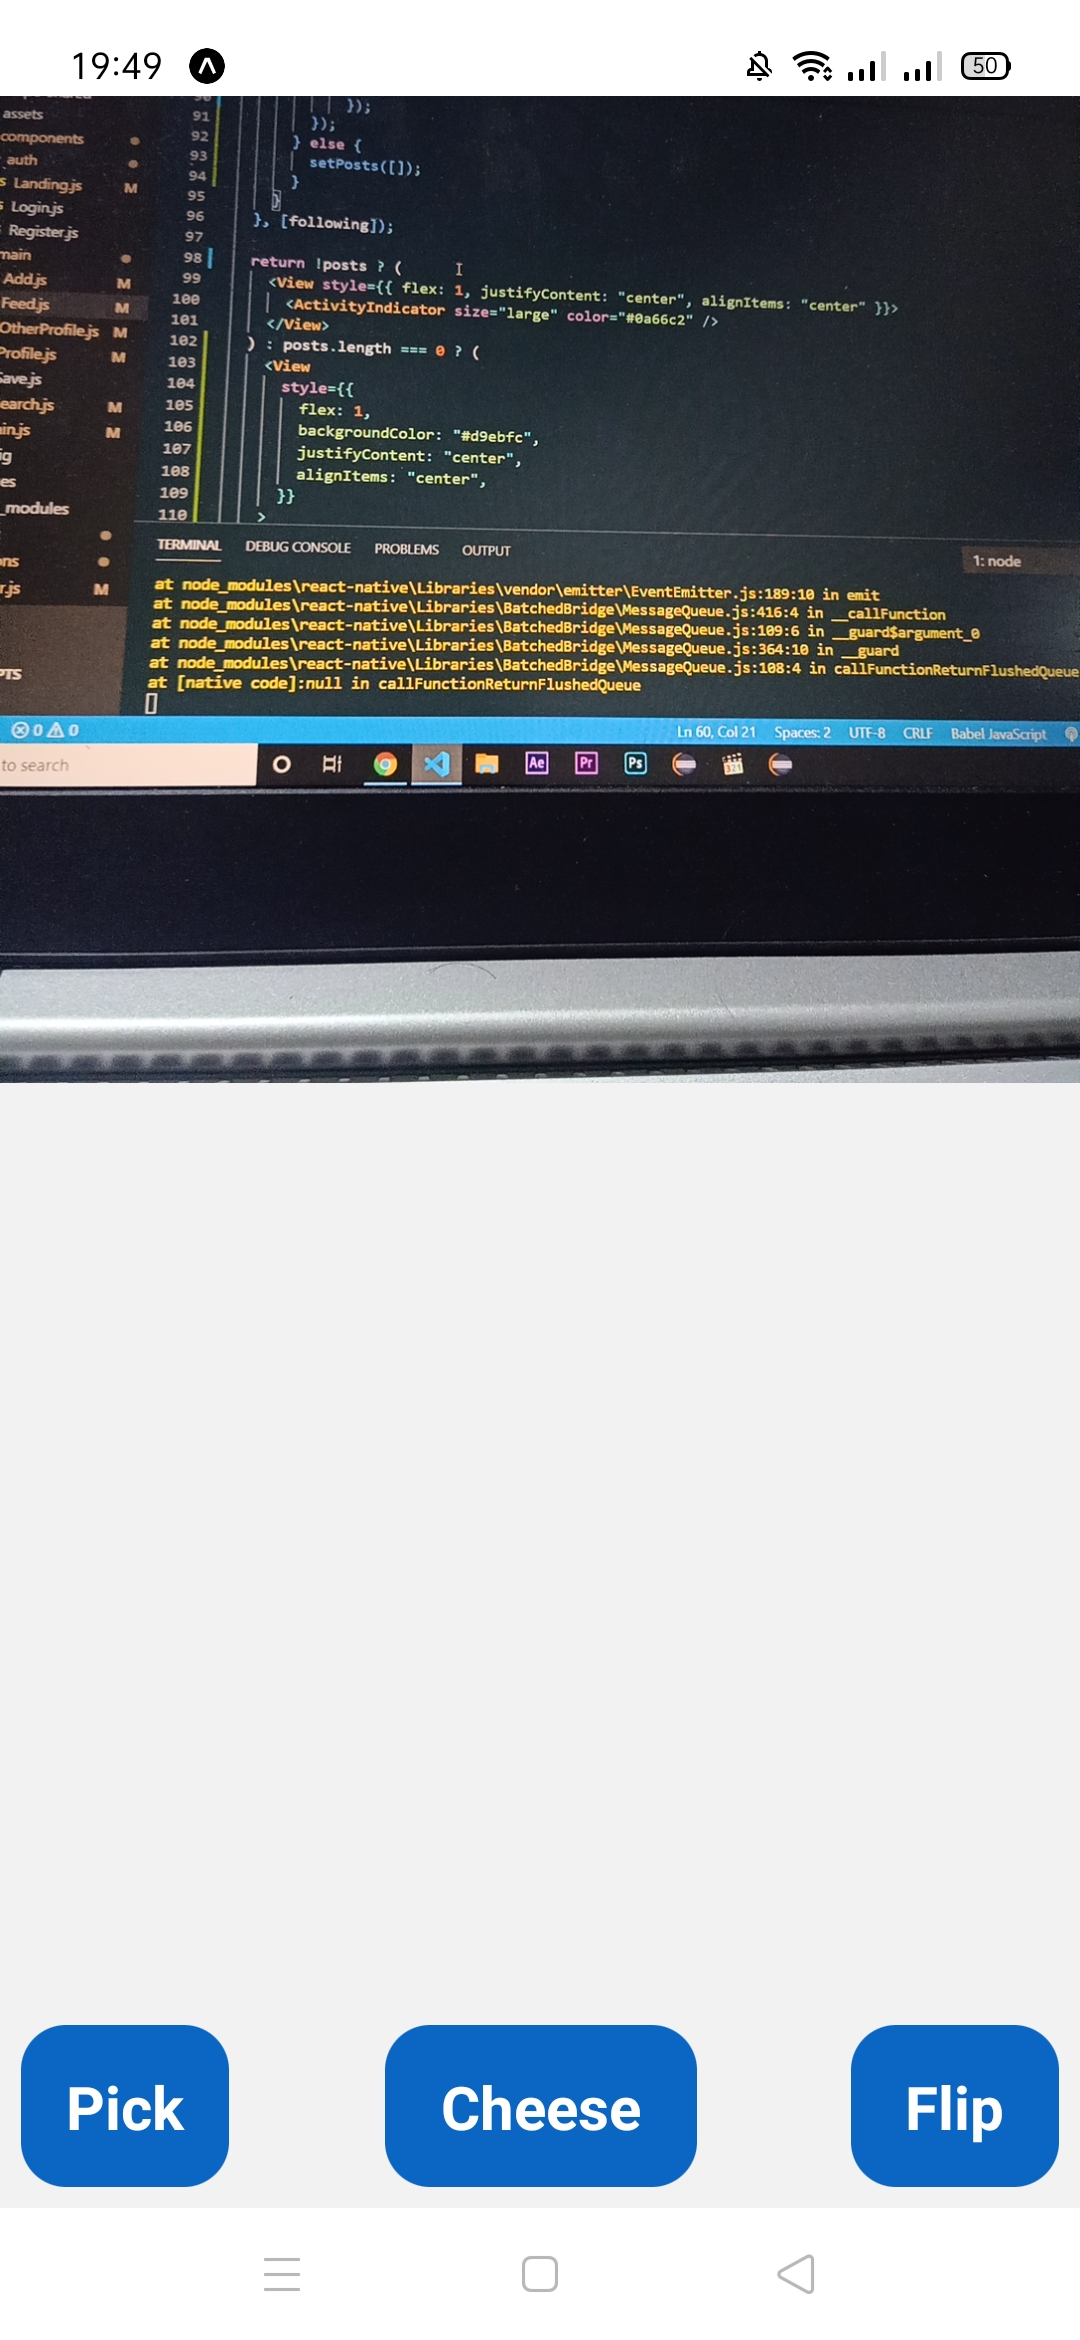 19:49
50
assets
components
auth
Landing.js M
Login.js
Register.js
main
Add.js M
Feed.js M
OtherProfile.js M
Profile.js M
Save.js
earch.js M
ain.js M
ig
es
_modules
ons
r.js M
PTS
90
91
92
93
94
95
96
97
98
99
100
101
102
103
104
105
106
107
108
109
110
});
});
} else {
setPosts([]);
}
}
}, [following]);
return !posts ? (
<View style={{ flex: 1, justifyContent: "center", alignItems: "center" }}>
<ActivityIndicator size="large" color="#0a66c2" />
</View>
) : posts.length === 0 ? (
<View
style={{
flex: 1,
backgroundColor: "#d9ebfc",
justifyContent: "center",
alignItems: "center",
}}
>
TERMINAL DEBUG CONSOLE PROBLEMS OUTPUT
1: node
at node_modules\react-native\Libraries\vendor\emitter\EventEmitter.js:189:10 in emit
at node_modules\react-native\Libraries\BatchedBridge\MessageQueue.js:416:4 in __callFunction
at node_modules\react-native\Libraries\BatchedBridge\MessageQueue.js:109:6 in __guard$argument_0
at node_modules\react-native\Libraries\BatchedBridge\MessageQueue.js:364:10 in __guard
at node_modules\react-native\Libraries\BatchedBridge\MessageQueue.js:108:4 in callFunctionReturnFlushedQueue
at [native code]:null in callFunctionReturnFlushedQueue
0 0 Ln 60, Col 21 Spaces: 2 UTF-8 CRLF Babel JavaScript
to search
Ae Pr Ps
321
Pick Cheese Flip